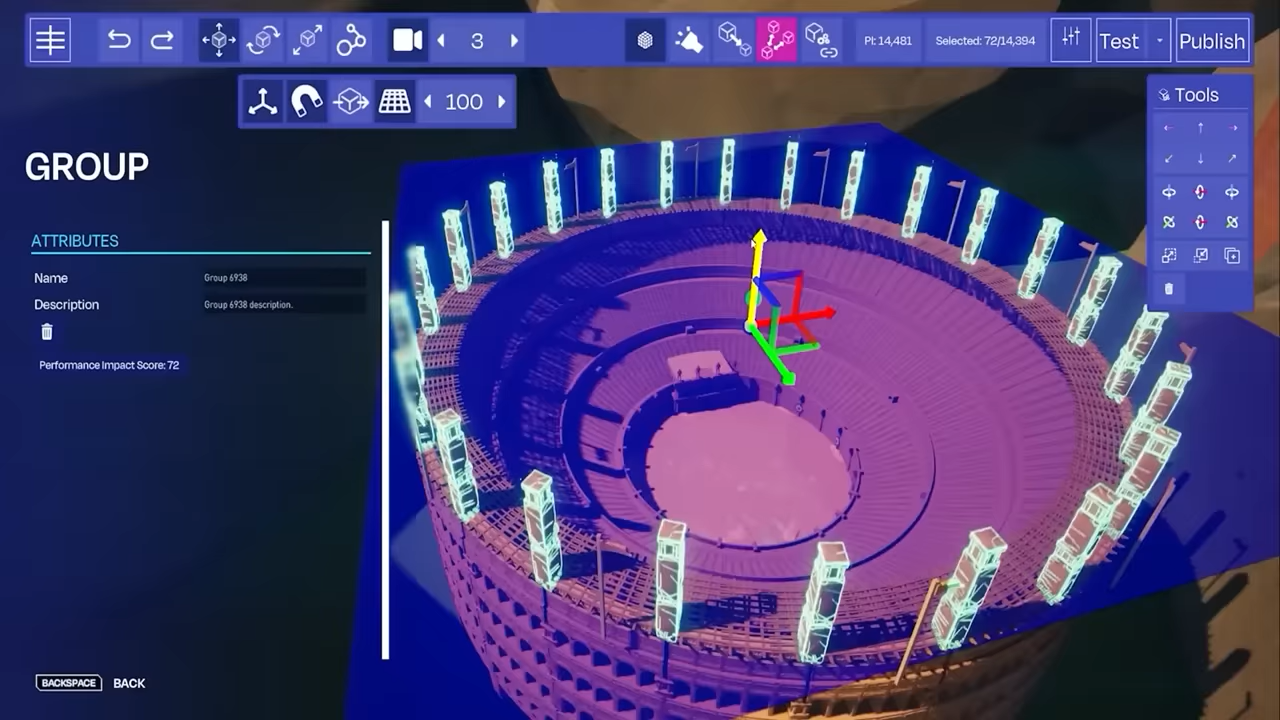 3
PI: 14,481
Selected: 72/14,394
Test
Publish
100
Tools
GROUP
ATTRIBUTES
Name
Group 6938
Description
Group 6938 description.
Performance Impact Score: 72
BACKSPACE
BACK